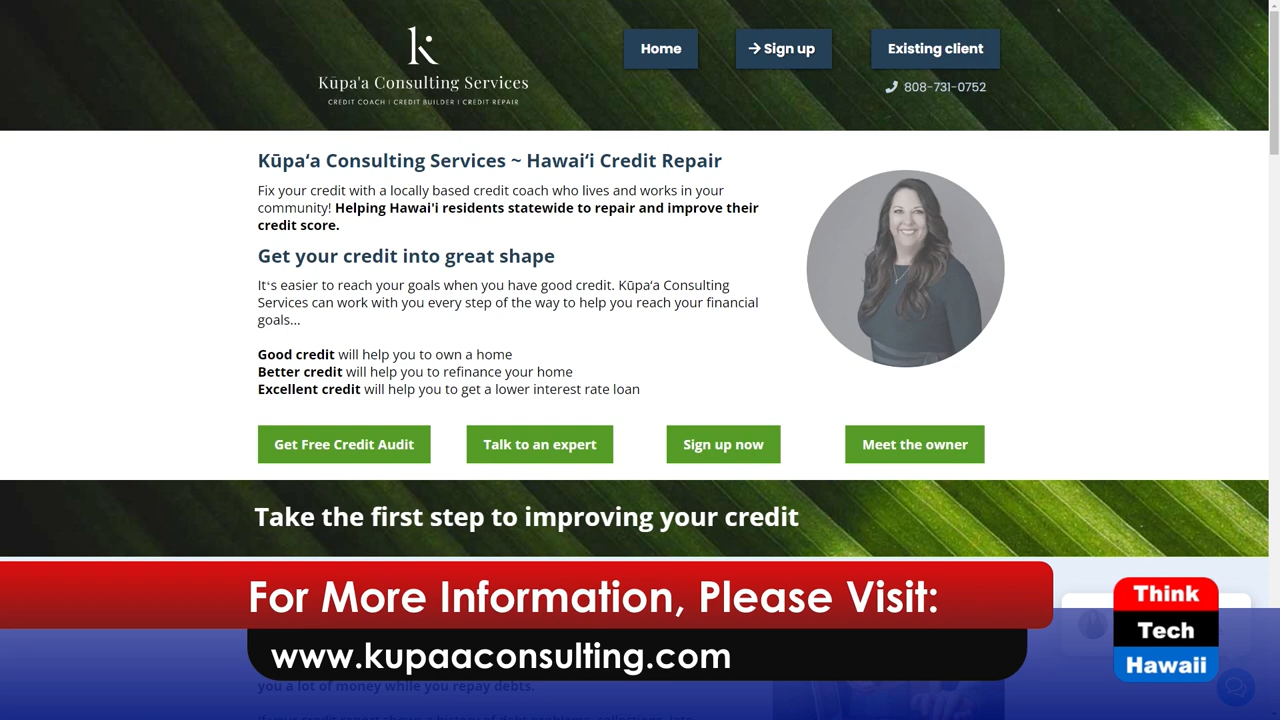 k
Kūpa'a Consulting Services
CREDIT COACH | CREDIT BUILDER | CREDIT REPAIR
Home
→ Sign up
Existing client
808-731-0752
Kūpaʻa Consulting Services ~ Hawaiʻi Credit Repair
Fix your credit with a locally based credit coach who lives and works in your
community! Helping Hawai'i residents statewide to repair and improve their
credit score.
Get your credit into great shape
Itʻs easier to reach your goals when you have good credit. Kūpaʻa Consulting
Services can work with you every step of the way to help you reach your financial
goals...
Good credit will help you to own a home
Better credit will help you to refinance your home
Excellent credit will help you to get a lower interest rate loan
Get Free Credit Audit
Talk to an expert
Sign up now
Meet the owner
Take the first step to improving your credit
For More Information, Please Visit:
www.kupaaconsulting.com
Think
Tech
Hawaii
you a lot of money while you repay debts.